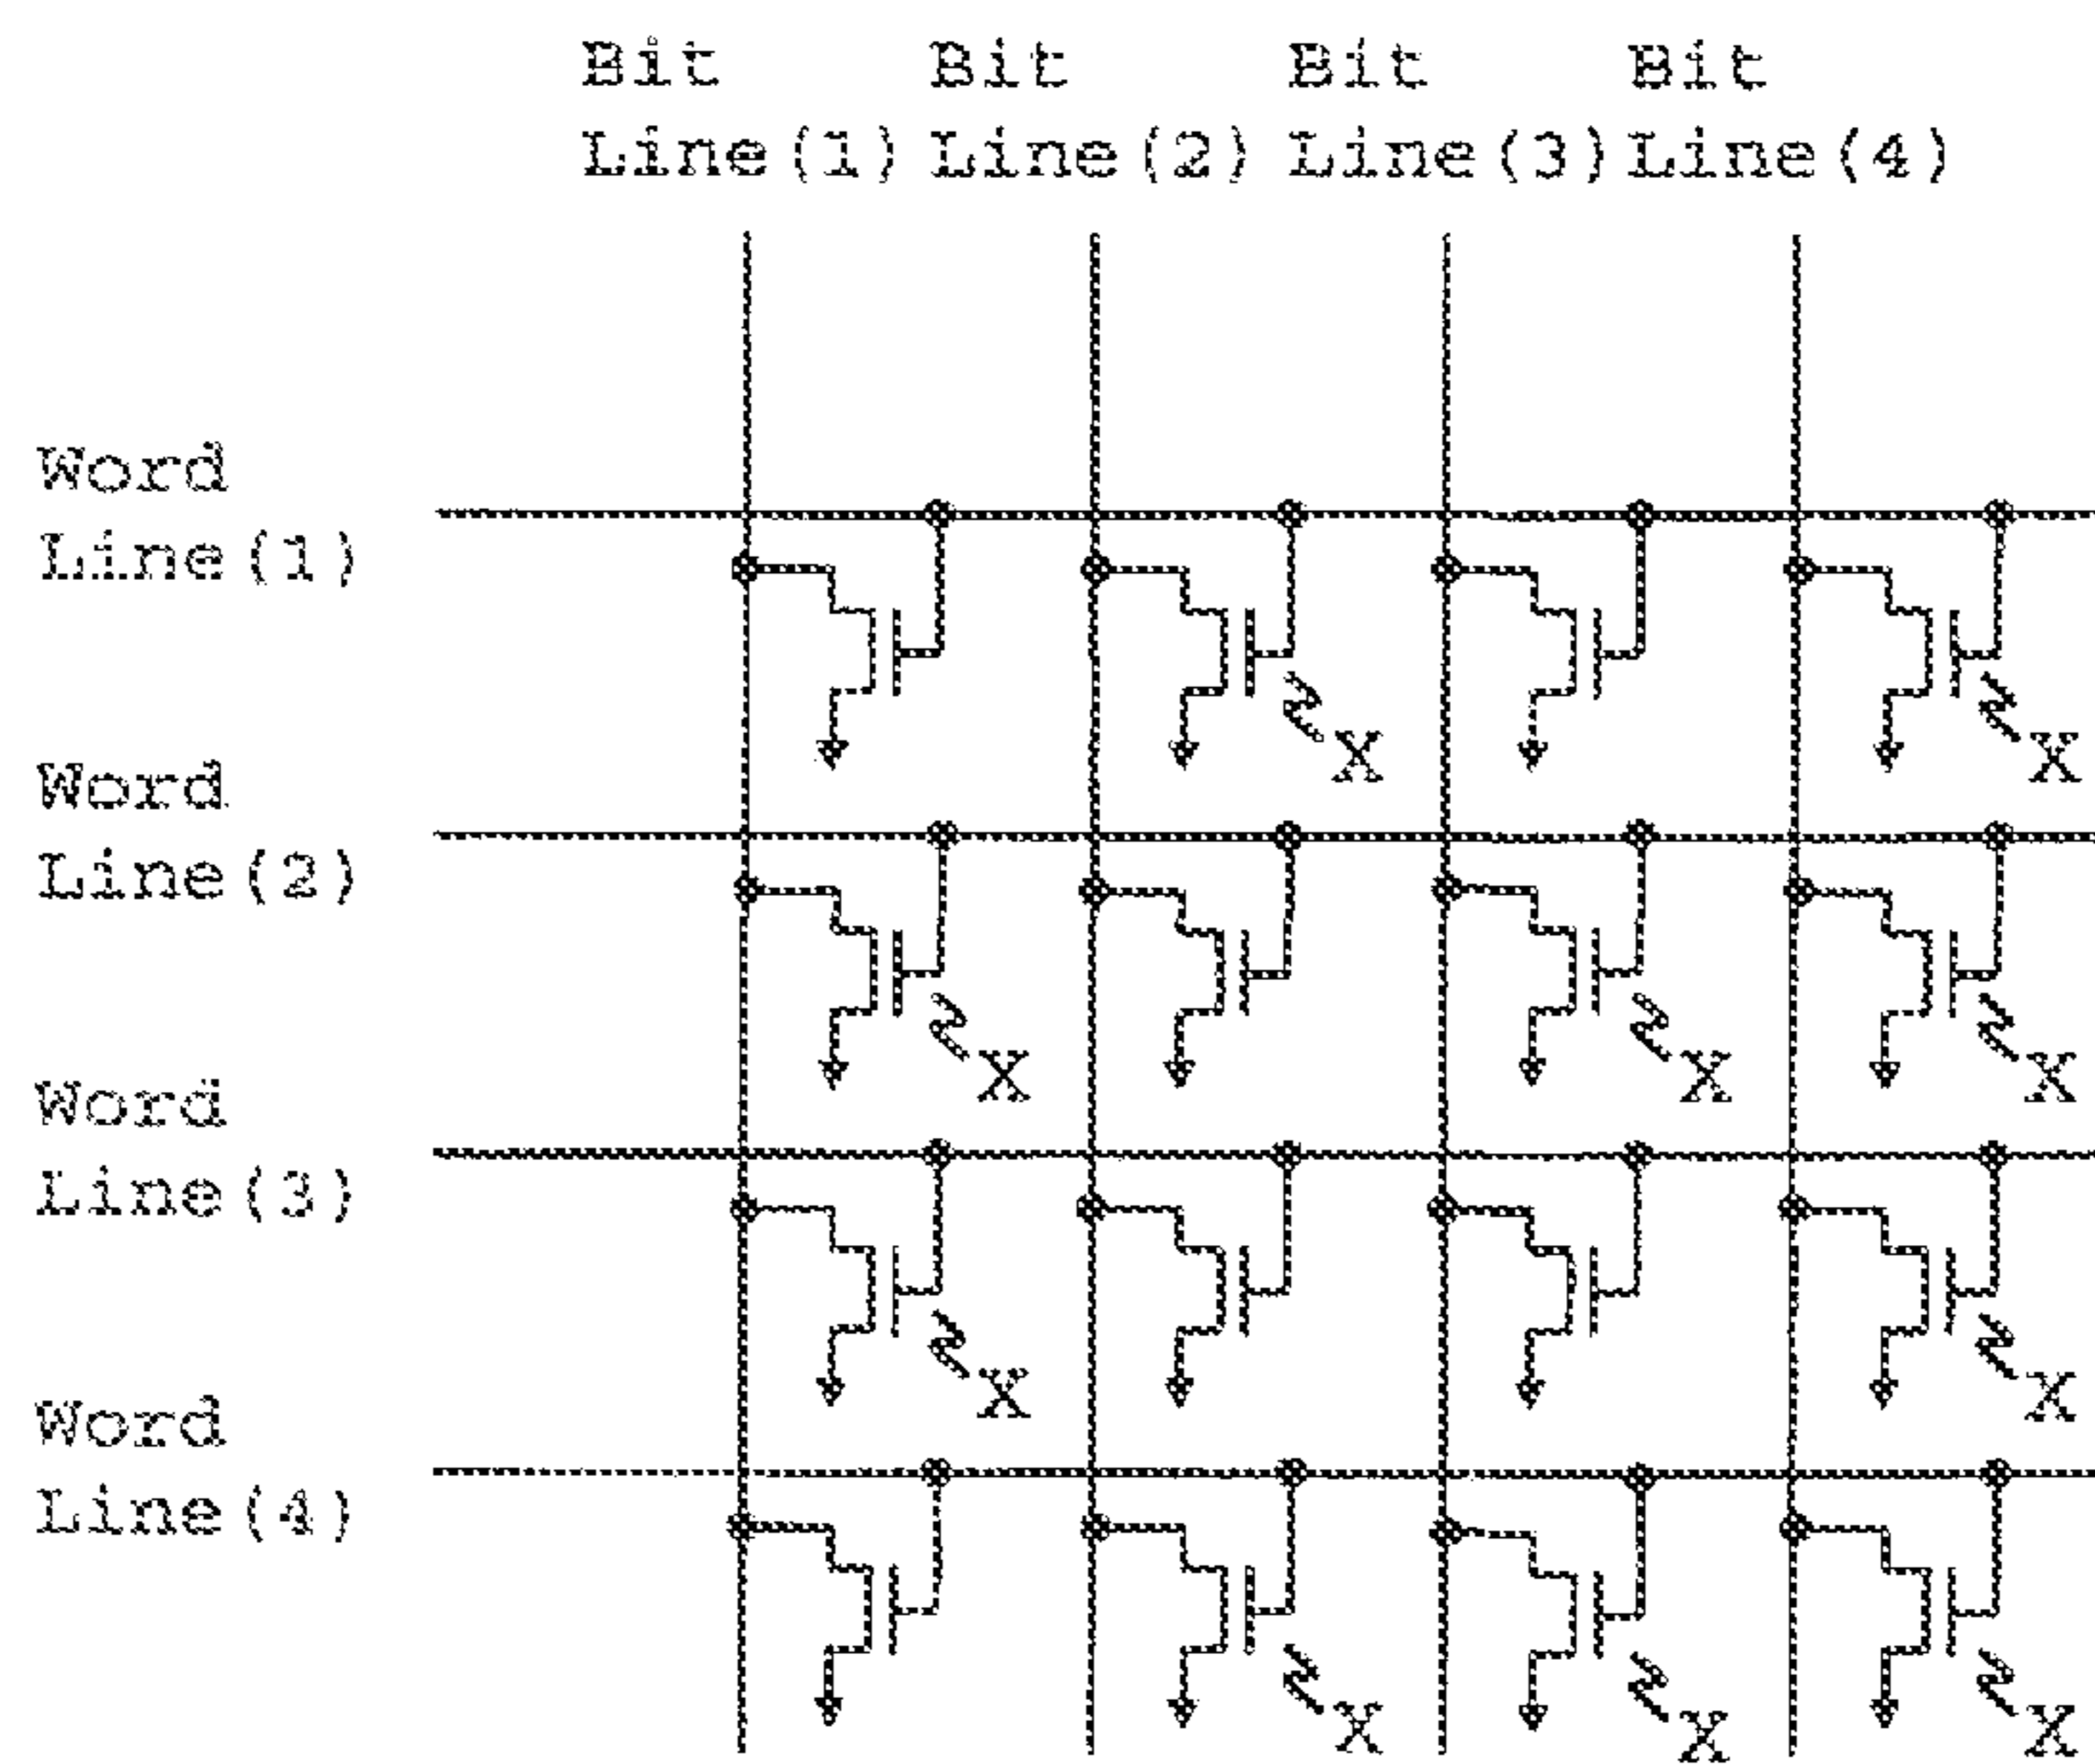 Bit Bit Bit Bit
Line(1) Line(2) Line(3) Line(4)
Word
Line(1)
X X
Word
Line(2)
X X X
Word
Line(3)
X X
Word
Line(4)
X X X